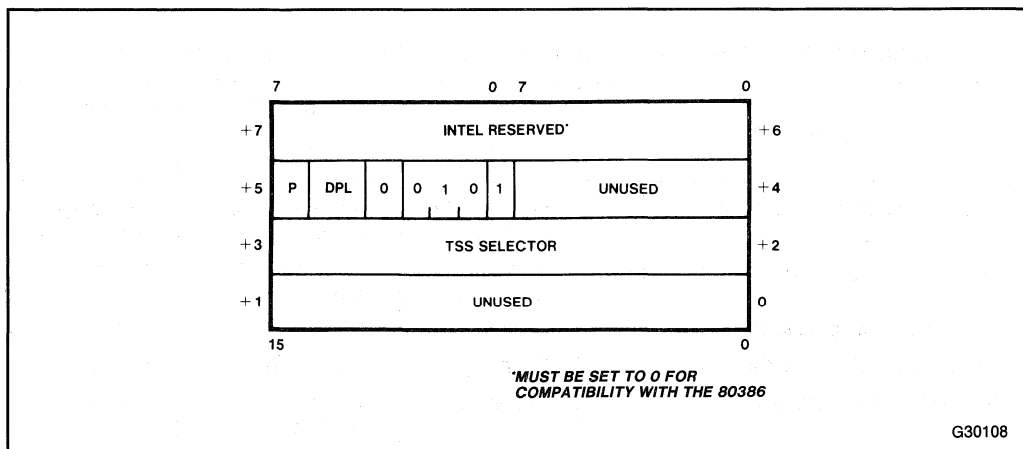 7 0 7 0
+7 INTEL RESERVED* +6
+5 P DPL 0 0 1 0 1 UNUSED +4
+3 TSS SELECTOR +2
+1 UNUSED 0
15 0
*MUST BE SET TO 0 FOR
COMPATIBILITY WITH THE 80386
G30108